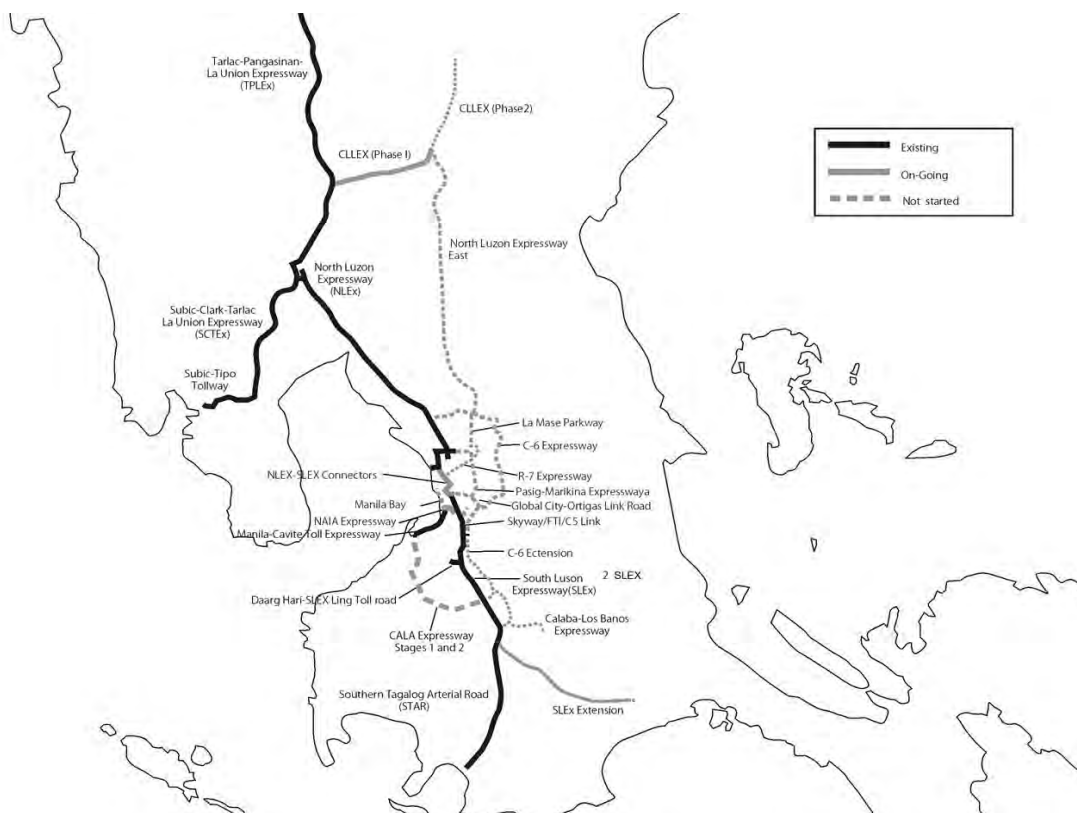 Tarlac-Pangasinan-
La Union Expressway
(TPLEx)
CLLEX (Phase2)
CLLEX (Phase I)
Existing
On-Going
Not started
North Luzon Expressway
East
North Luzon
Expressway
(NLEx)
Subic-Clark-Tarlac
La Union Expressway
(SCTEx)
Subic-Tipo
Tollway
La Mase Parkway
C-6 Expressway
NLEX-SLEX Connectors
R-7 Expressway
Pasig-Marikina Expresswaya
Manila Bay
Global City-Ortigas Link Road
NAIA Expressway
Skyway/FTI/C5 Link
Manila-Cavite Toll Expressway
C-6 Ectension
South Luson
Expressway(SLEx)
2 SLEX
Daarg Hari-SLEX Ling Toll road
Calaba-Los Banos
Expressway
CALA Expressway
Stages 1 and 2
Southern Tagalog Arterial Road
(STAR)
SLEx Extension